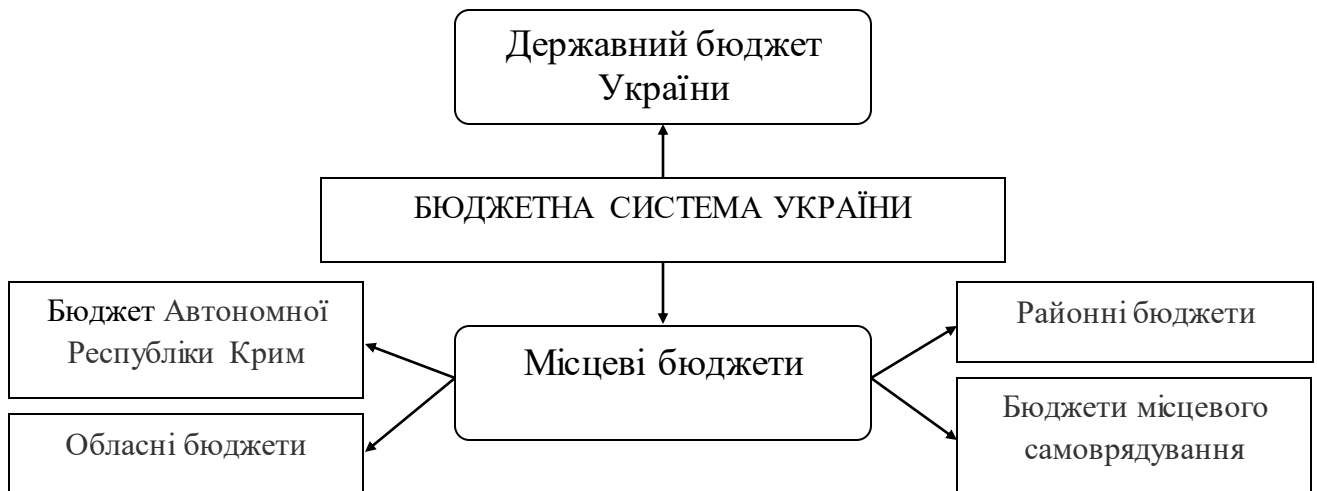 Державний бюджет
України
БЮДЖЕТНА СИСТЕМА УКРАЇНИ
Бюджет Автономної
Республіки Крим
Місцеві бюджети
Районні бюджети
Обласні бюджети
Бюджети місцевого
самоврядування